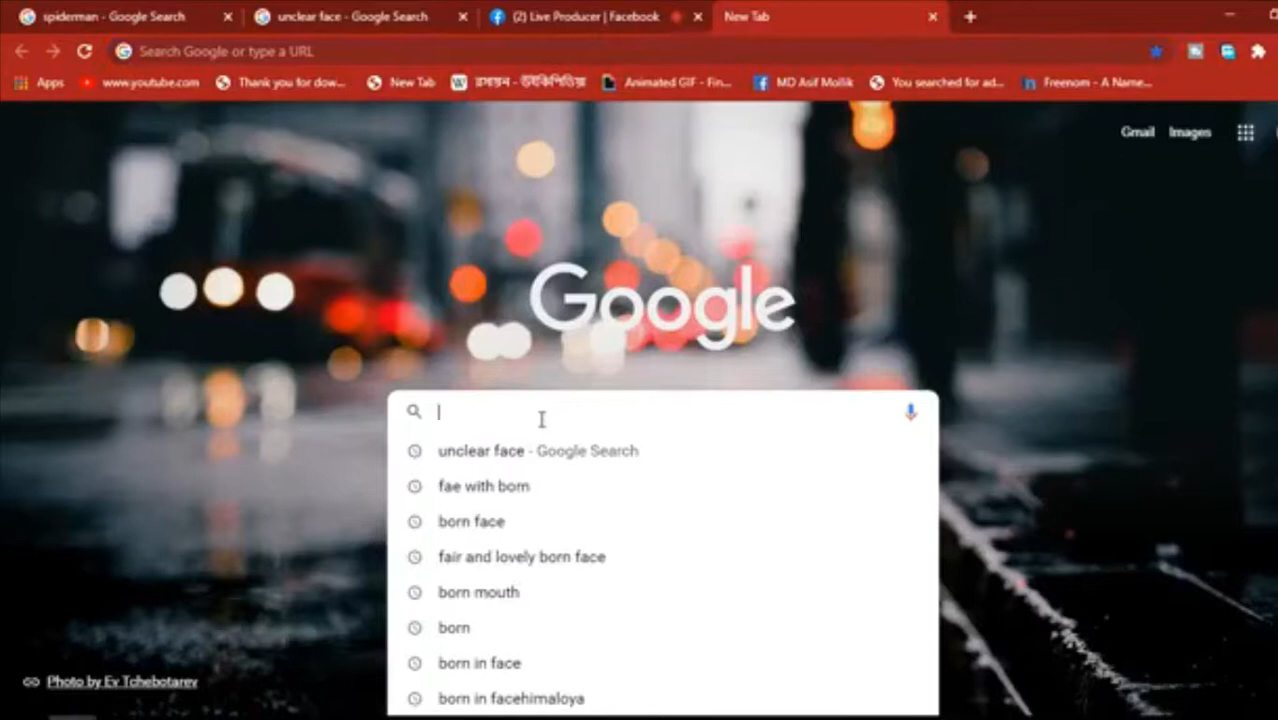 spiderman - Google Search
unclear face - Google Search
(2) Live Producer | Facebook
New Tab
Search Google or type a URL
Apps
www.youtube.com
Thank you for dow...
New Tab
রসায়ন - উইকিপিডিয়া
Animated GIF - Fin...
MD Asif Mollik
You searched for ad...
Freenom - A Name...
Gmail
Images
Google
unclear face - Google Search
fae with born
born face
fair and lovely born face
born mouth
born
born in face
born in facehimaloya
Photo by Ev Tchebotarev